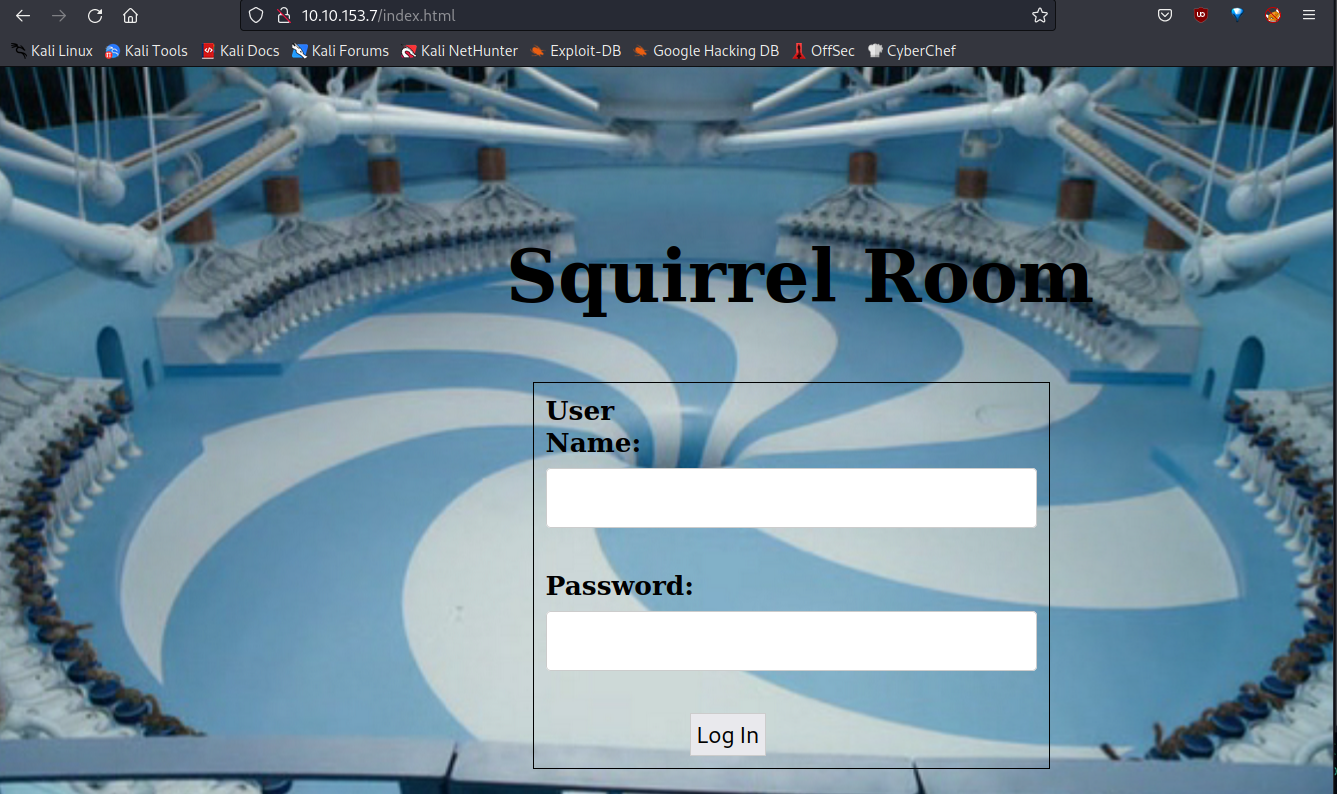 10.10.153.7/index.html
Kali Linux Kali Tools Kali Docs Kali Forums Kali NetHunter Exploit-DB Google Hacking DB OffSec CyberChef
Squirrel Room
User
Name:
Password:
Log In